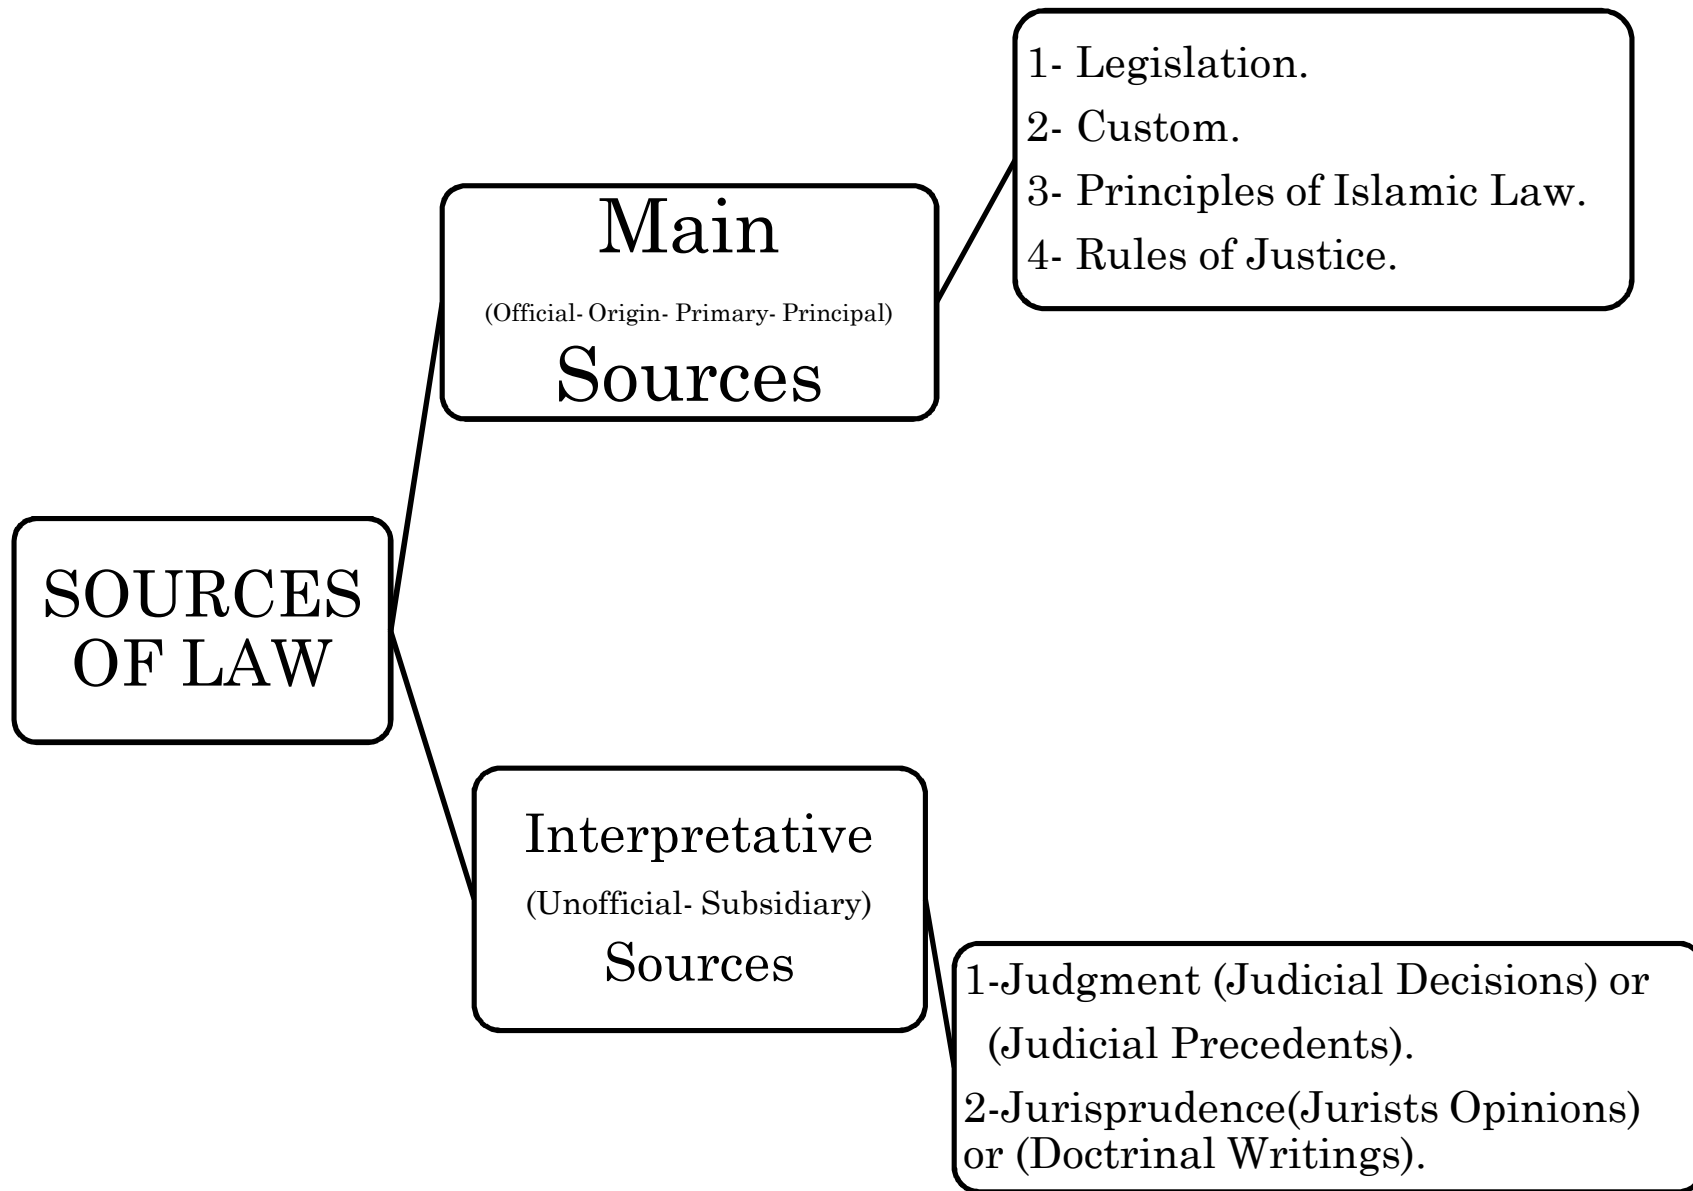 SOURCES
OF LAW
Main
(Official- Origin- Primary- Principal)
Sources
1- Legislation.
2- Custom.
3- Principles of Islamic Law.
4- Rules of Justice.
Interpretative
(Unofficial- Subsidiary)
Sources
1-Judgment (Judicial Decisions) or
(Judicial Precedents).
2-Jurisprudence(Jurists Opinions)
or (Doctrinal Writings).